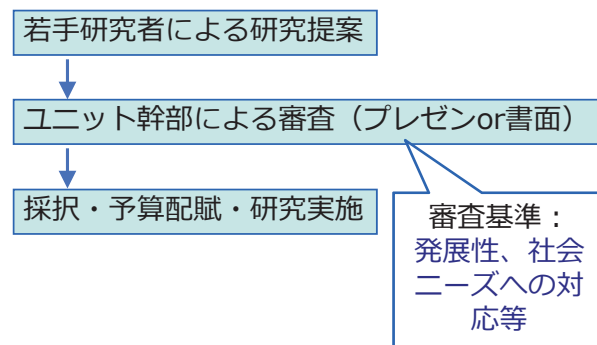 若手研究者による研究提案
ユニット幹部による審査（プレゼンor書面）
採択・予算配賦・研究実施
審査基準：
発展性、社会
ニーズへの対
応等